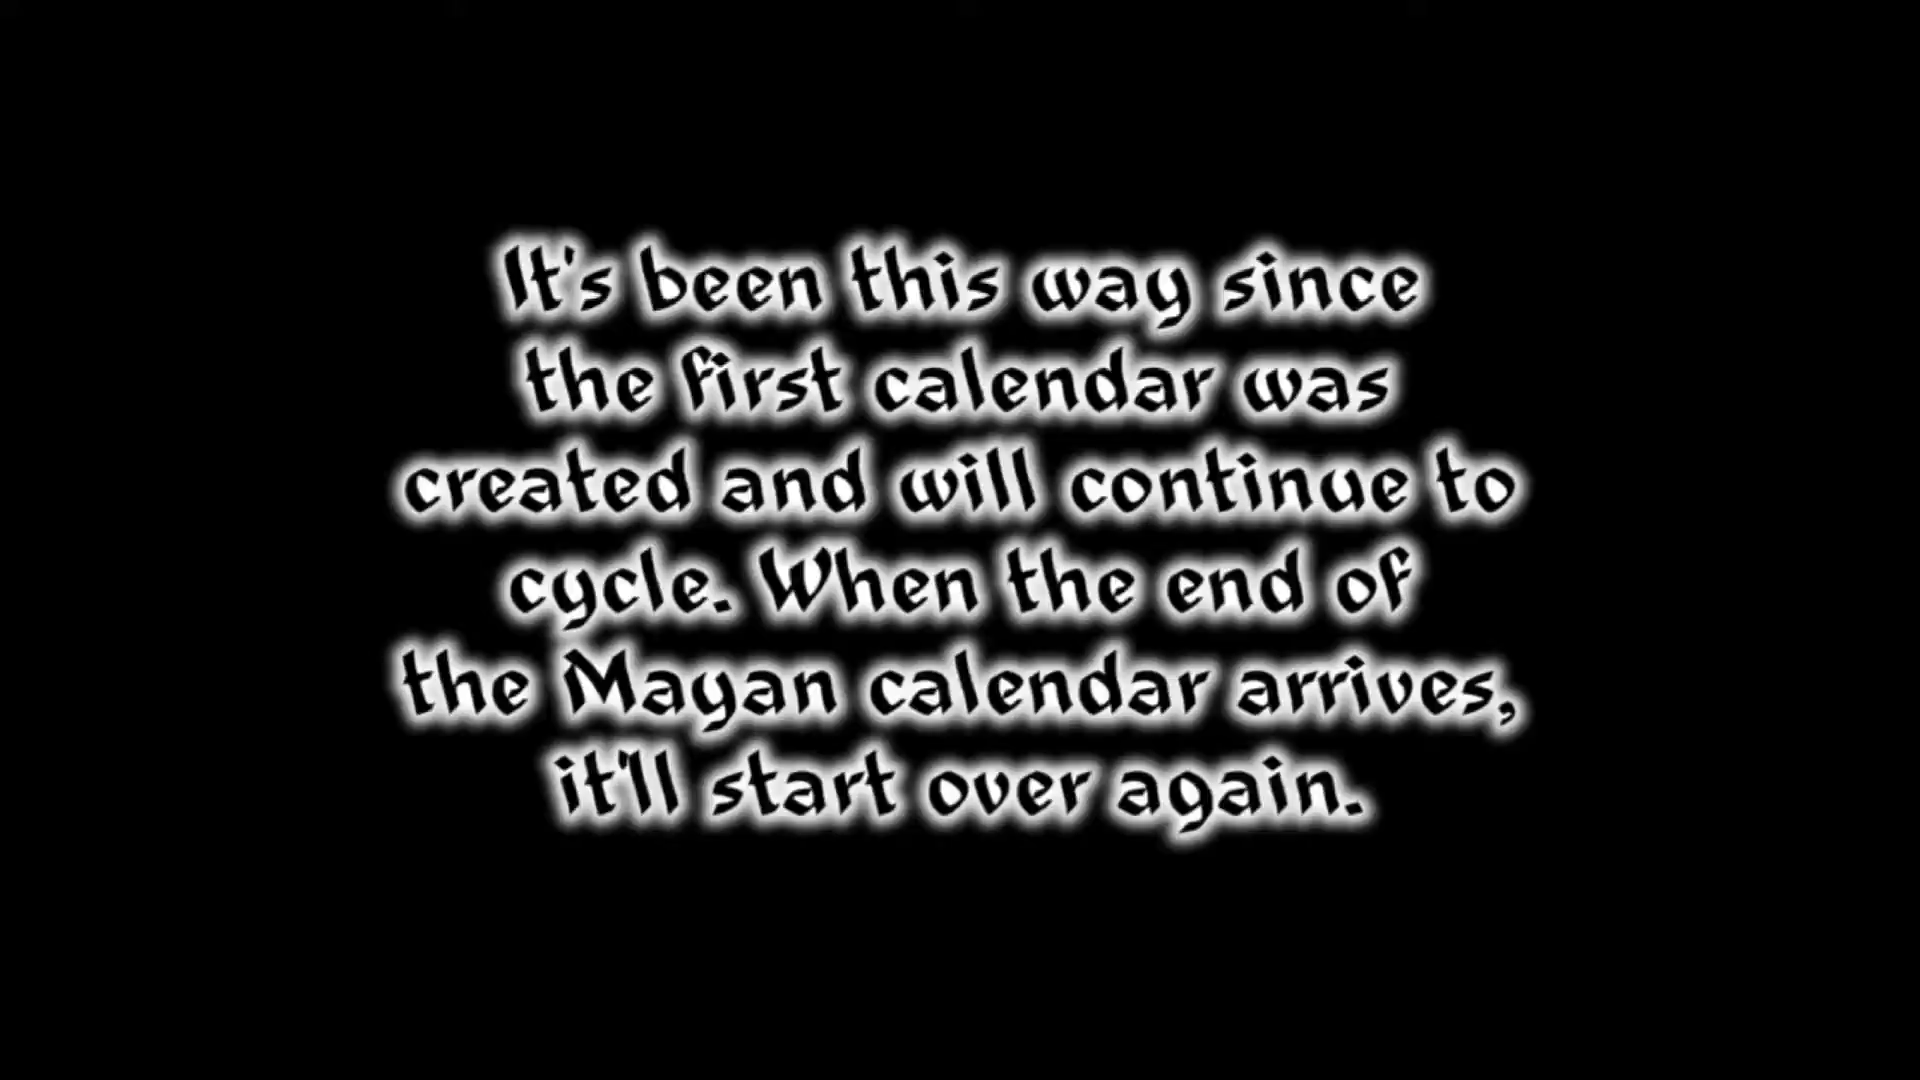 It's been this way since
the first calendar was
created and will continue to
cycle. When the end of
the Mayan calendar arrives,
it'll start over again.